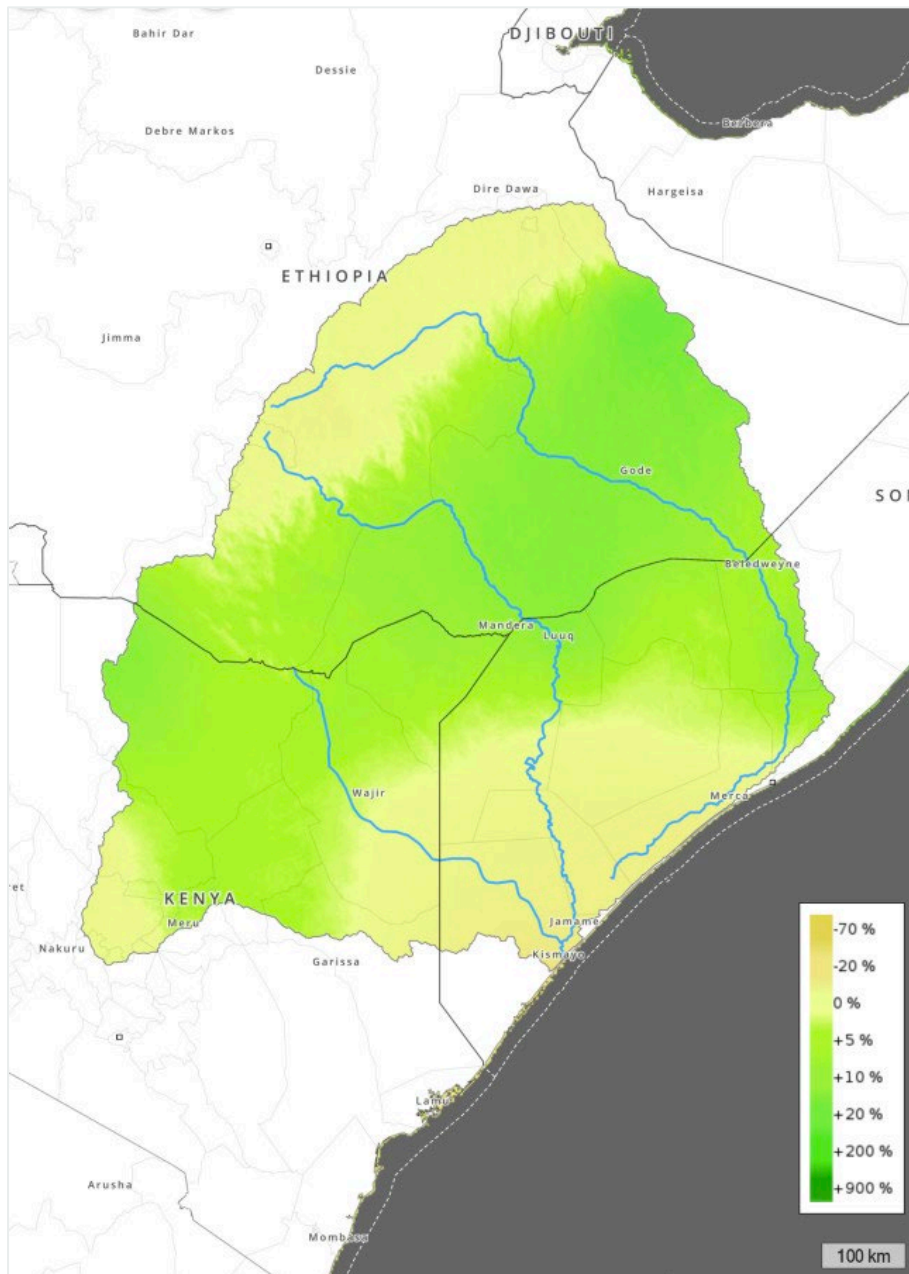 Bahir Dar
DJIBOUTI
Dessie
Debre Markos
Berbera
Dire Dawa
Hargeisa
ETHIOPIA
Jimma
Gode
SO
Beledweyne
Mandera
Luuq
Wajir
Merca
ret
KENYA
Meru
Jamame
Nakuru
Garissa
Kismayo
-70 %
-20 %
0 %
+5 %
+10 %
+20 %
+200 %
+900 %
Lamu
Arusha
Mombasa
100 km